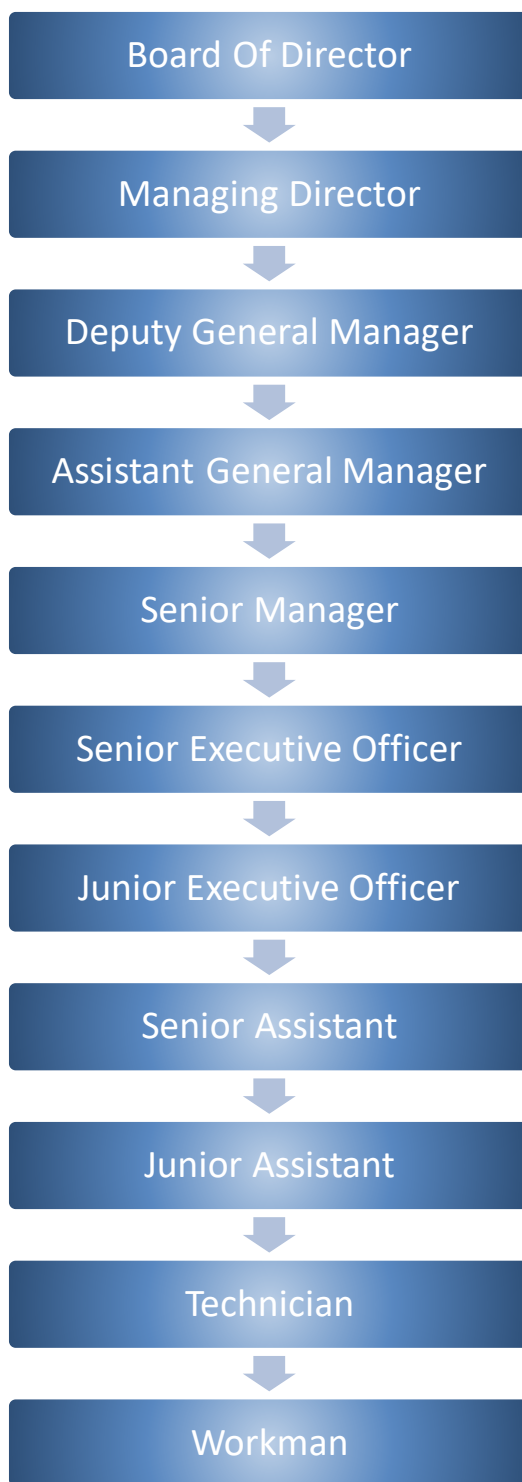 Board Of Director
Managing Director
Deputy General Manager
Assistant General Manager
Senior Manager
Senior Executive Officer
Junior Executive Officer
Senior Assistant
Junior Assistant
Technician
Workman